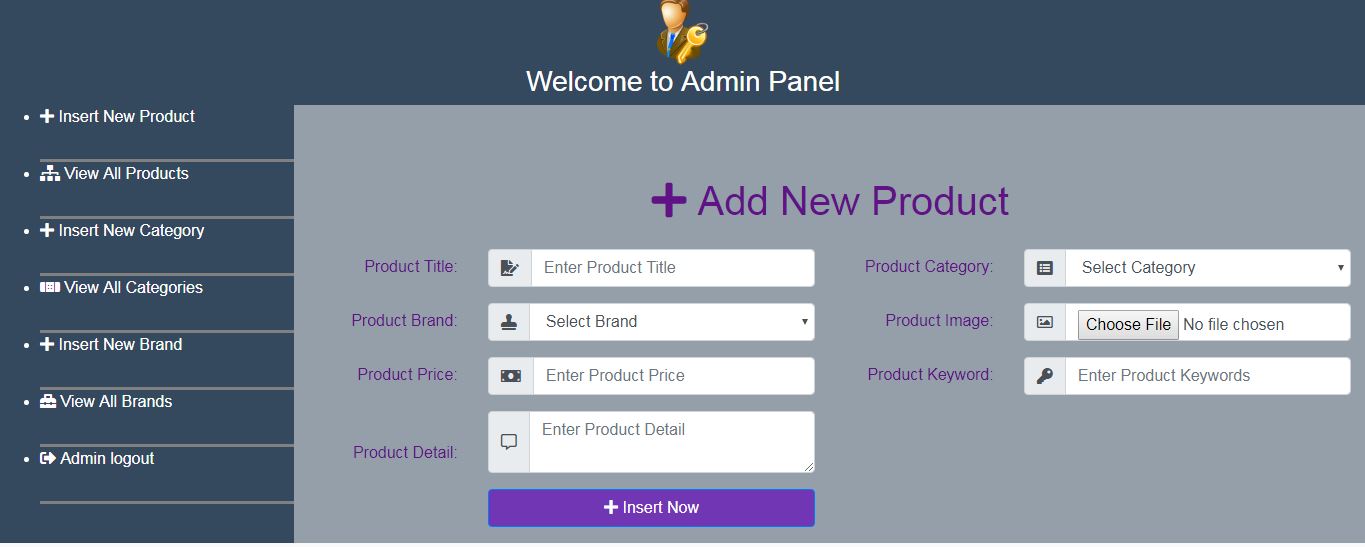 Welcome to Admin Panel
Insert New Product
View All Products
Insert New Category
View All Categories
Insert New Brand
View All Brands
Admin logout
Add New Product
Product Title: Enter Product Title Product Category: Select Category
Product Brand: Select Brand Product Image: Choose File No file chosen
Product Price: Enter Product Price Product Keyword: Enter Product Keywords
Product Detail: Enter Product Detail
Insert Now